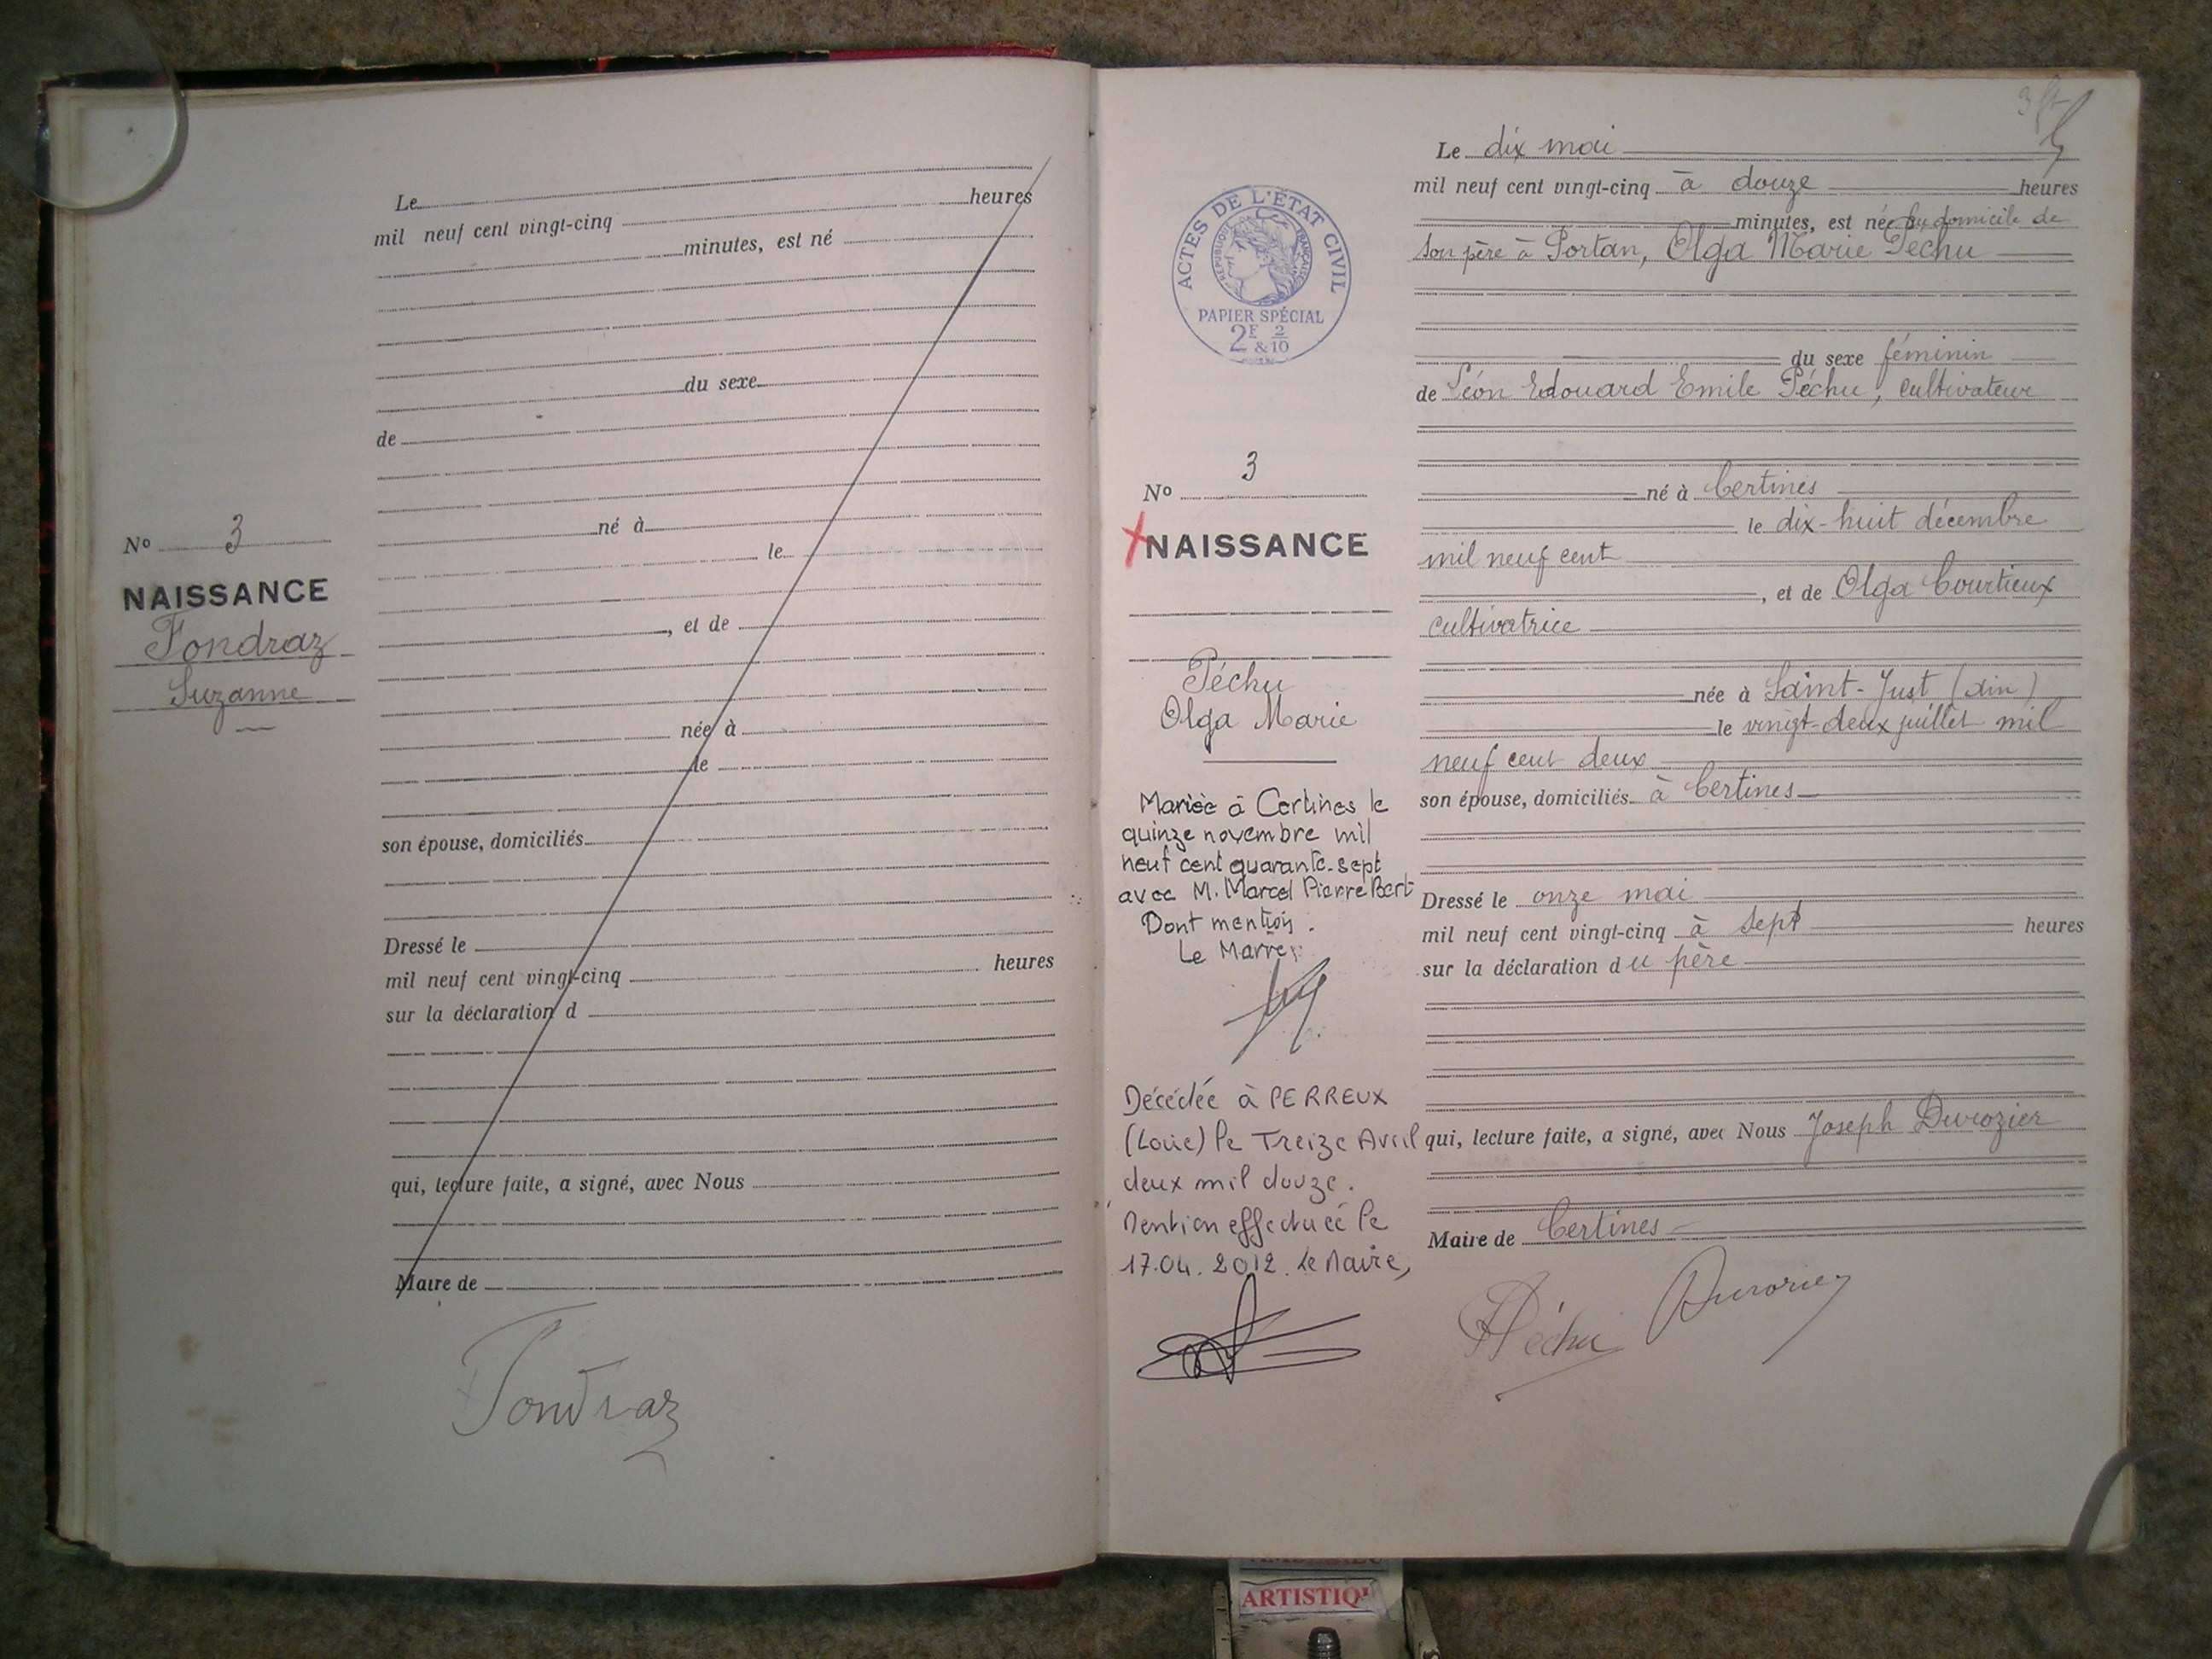 Le
mil neuf cent vingt-cinq heures
minutes, est né
du sexe
de
né à
le
, et de
née à
le
son épouse, domiciliés
Dressé le
mil neuf cent vingt-cinq heures
sur la déclaration d
qui, lecture faite, a signé, avec Nous
Maire de
No 3
NAISSANCE
Fondraz
Suzanne
Fondraz
ACTES DE L'ÉTAT CIVIL
RÉPUBLIQUE FRANÇAISE
PAPIER SPÉCIAL
2F & 2/10
No 3
NAISSANCE
Péchu
Olga Marie
Mariée à Certines le
quinze novembre mil
neuf cent quarante-sept
avec M. Marcel Pierre Bert
Dont mention.
Le Maire,
Décédée à PERREUX
(Loire) le Treize Avril
deux mil douze.
Mention effectuée le
17.04.2012. Le Maire,
Le dix mai
mil neuf cent vingt-cinq à douze heures
minutes, est née au domicile de
son père à Portan, Olga Marie Péchu
du sexe féminin
de Léon Edouard Emile Péchu, cultivateur
né à Certines
le dix-huit décembre
mil neuf cent
, et de Olga Courtieux
cultivatrice
née à Saint-Just (Ain)
le vingt-deux juillet mil
neuf cent deux
son épouse, domiciliés à Certines
Dressé le onze mai
mil neuf cent vingt-cinq à sept heures
sur la déclaration du père
qui, lecture faite, a signé, avec Nous Joseph Durozier
Maire de Certines
Péchu Durozier
ARTISTIQU